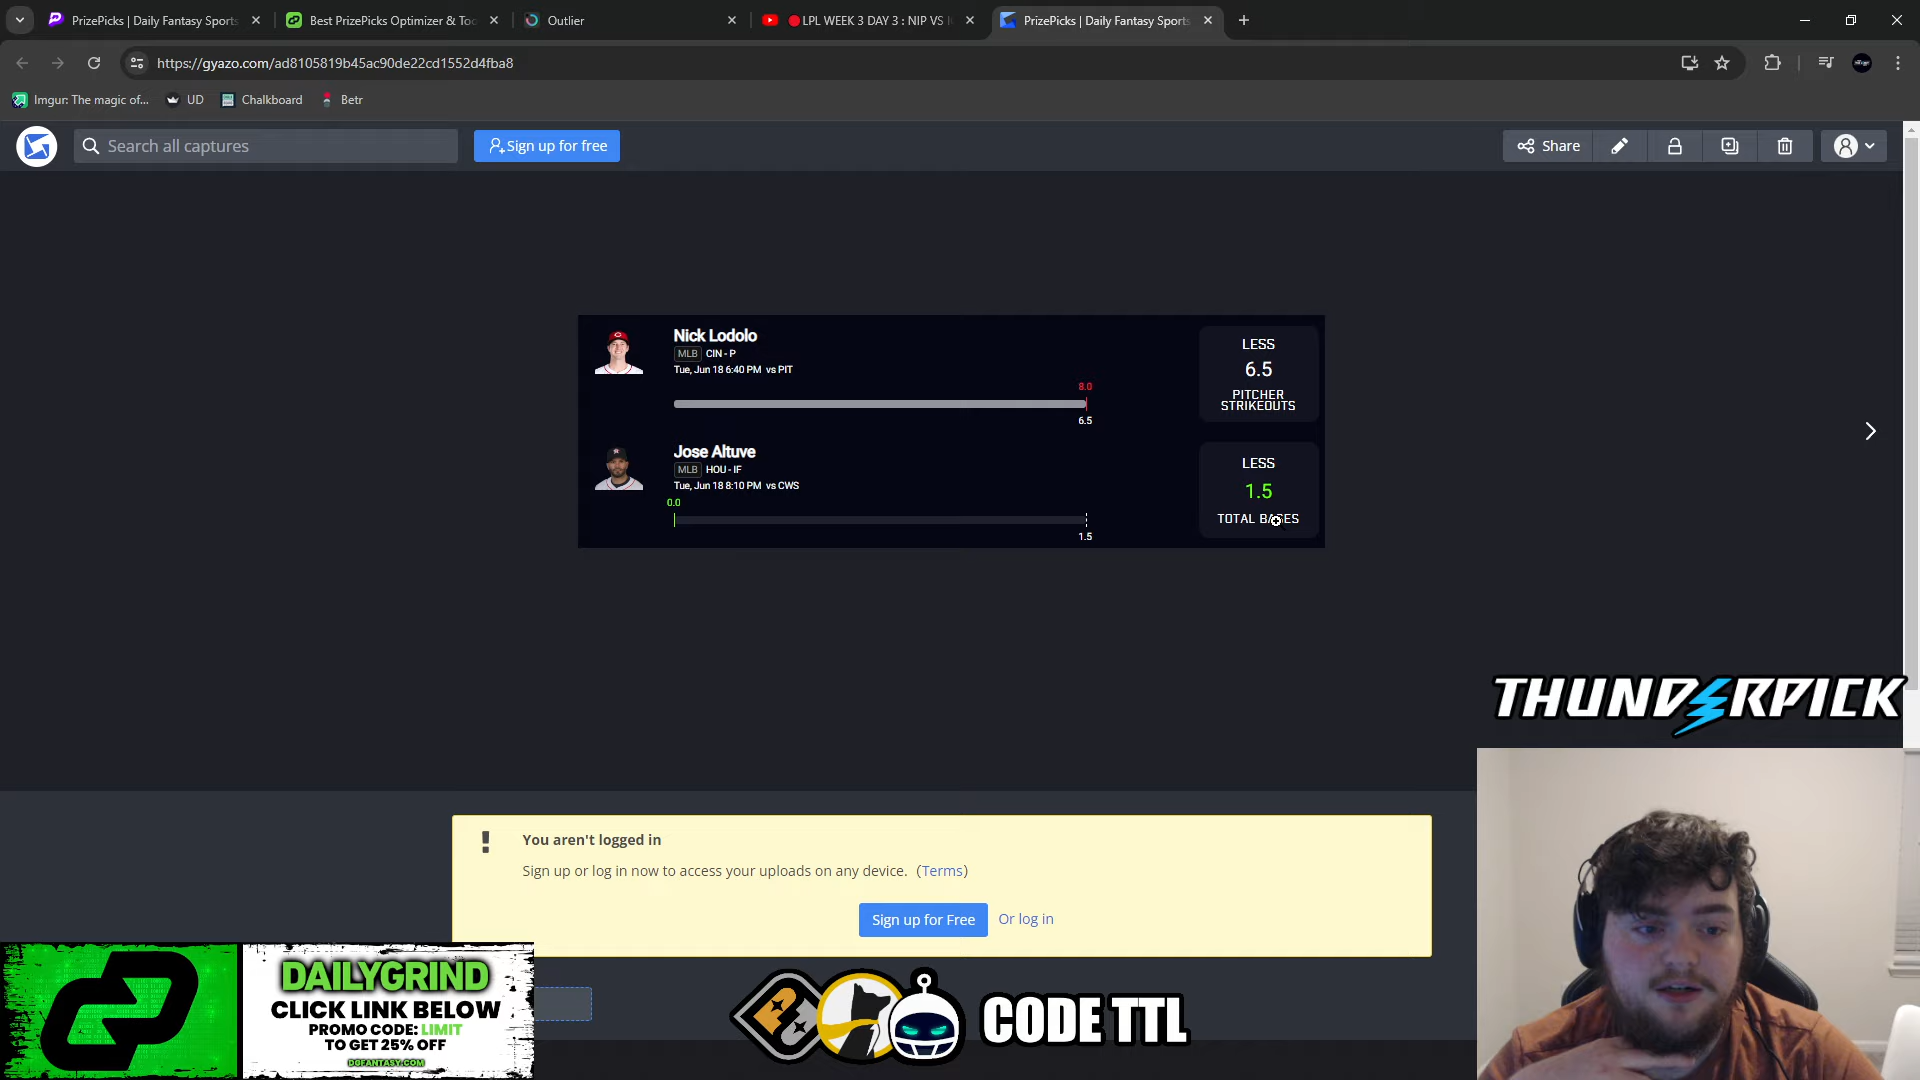 PrizePicks | Daily Fantasy Sports
Best PrizePicks Optimizer & Too
Outlier
LPL WEEK 3 DAY 3 : NIP VS
PrizePicks | Daily Fantasy Sports
https://gyazo.com/ad8105819b45ac90de22cd1552d4fba8
Imgur: The magic of...
UD
Chalkboard
Betr
Search all captures
Sign up for free
Share
Nick Lodolo
MLB CIN - P
Tue, Jun 18 6:40 PM vs PIT
8.0
6.5
LESS
6.5
PITCHER
STRIKEOUTS
Jose Altuve
MLB HOU - IF
Tue, Jun 18 8:10 PM vs CWS
0.0
1.5
LESS
1.5
TOTAL BASES
THUNDERPICK
You aren't logged in
Sign up or log in now to access your uploads on any device. (Terms)
Sign up for Free
Or log in
DAILYGRIND
CLICK LINK BELOW
PROMO CODE: LIMIT
TO GET 25% OFF
DGFANTASY.COM
CODE TTL